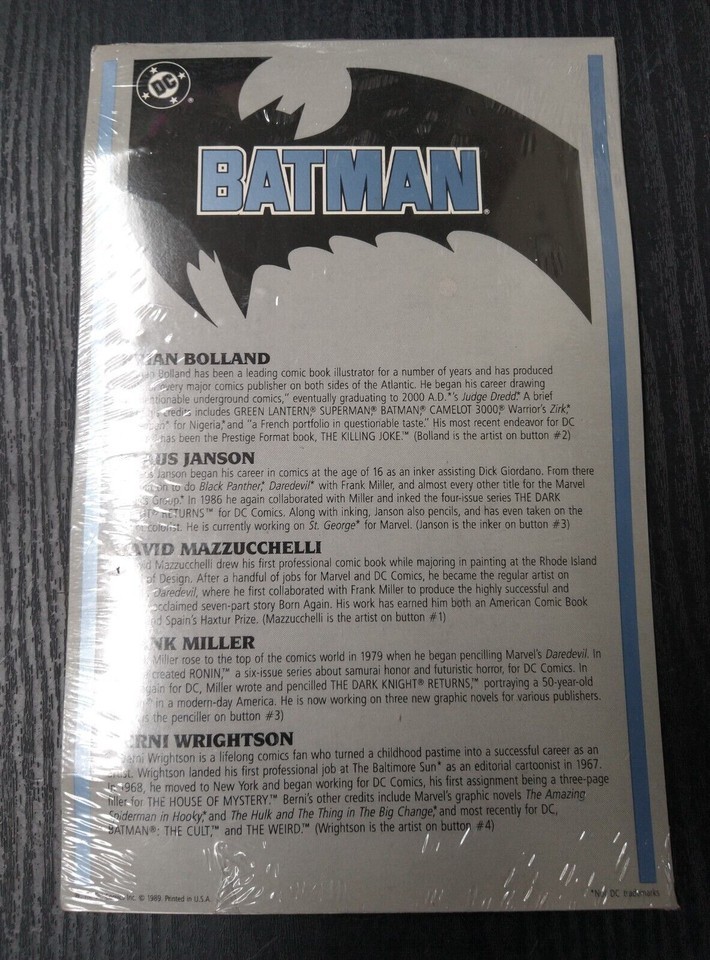 DC
®
BATMAN®
IAN BOLLAND
Bolland has been a leading comic book illustrator for a number of years and has produced
every major comics publisher on both sides of the Atlantic. He began his career drawing
tionable underground comics," eventually graduating to 2000 A.D.*'s Judge Dredd.* A brief
credits includes GREEN LANTERN,® SUPERMAN,® BATMAN,® CAMELOT 3000,® Warrior's Zirk,*
* for Nigeria,* and "a French portfolio in questionable taste." His most recent endeavor for DC
has been the Prestige Format book, THE KILLING JOKE.™ (Bolland is the artist on button #2)
AUS JANSON
Janson began his career in comics at the age of 16 as an inker assisting Dick Giordano. From there
on to do Black Panther,* Daredevil* with Frank Miller, and almost every other title for the Marvel
Group.* In 1986 he again collaborated with Miller and inked the four-issue series THE DARK
RETURNS™ for DC Comics. Along with inking, Janson also pencils, and has even taken on the
colorist. He is currently working on St. George* for Marvel. (Janson is the inker on button #3)
AVID MAZZUCCHELLI
Mazzucchelli drew his first professional comic book while majoring in painting at the Rhode Island
of Design. After a handful of jobs for Marvel and DC Comics, he became the regular artist on
Daredevil, where he first collaborated with Frank Miller to produce the highly successful and
acclaimed seven-part story Born Again. His work has earned him both an American Comic Book
d Spain's Haxtur Prize. (Mazzucchelli is the artist on button #1)
NK MILLER
Miller rose to the top of the comics world in 1979 when he began pencilling Marvel's Daredevil. In
created RONIN,™ a six-issue series about samurai honor and futuristic horror, for DC Comics. In
again for DC, Miller wrote and pencilled THE DARK KNIGHT® RETURNS,™ portraying a 50-year-old
in a modern-day America. He is now working on three new graphic novels for various publishers.
is the penciller on button #3)
ERNI WRIGHTSON
Berni Wrightson is a lifelong comics fan who turned a childhood pastime into a successful career as an
artist. Wrightson landed his first professional job at The Baltimore Sun* as an editorial cartoonist in 1967.
In 1968, he moved to New York and began working for DC Comics, his first assignment being a three-page
filler for THE HOUSE OF MYSTERY.™ Berni's other credits include Marvel's graphic novels The Amazing
Spiderman in Hooky,* and The Hulk and The Thing in The Big Change,* and most recently for DC,
BATMAN®: THE CULT,™ and THE WEIRD.™ (Wrightson is the artist on button #4)
Inc. © 1989. Printed in U.S.A.
*Non DC trademarks